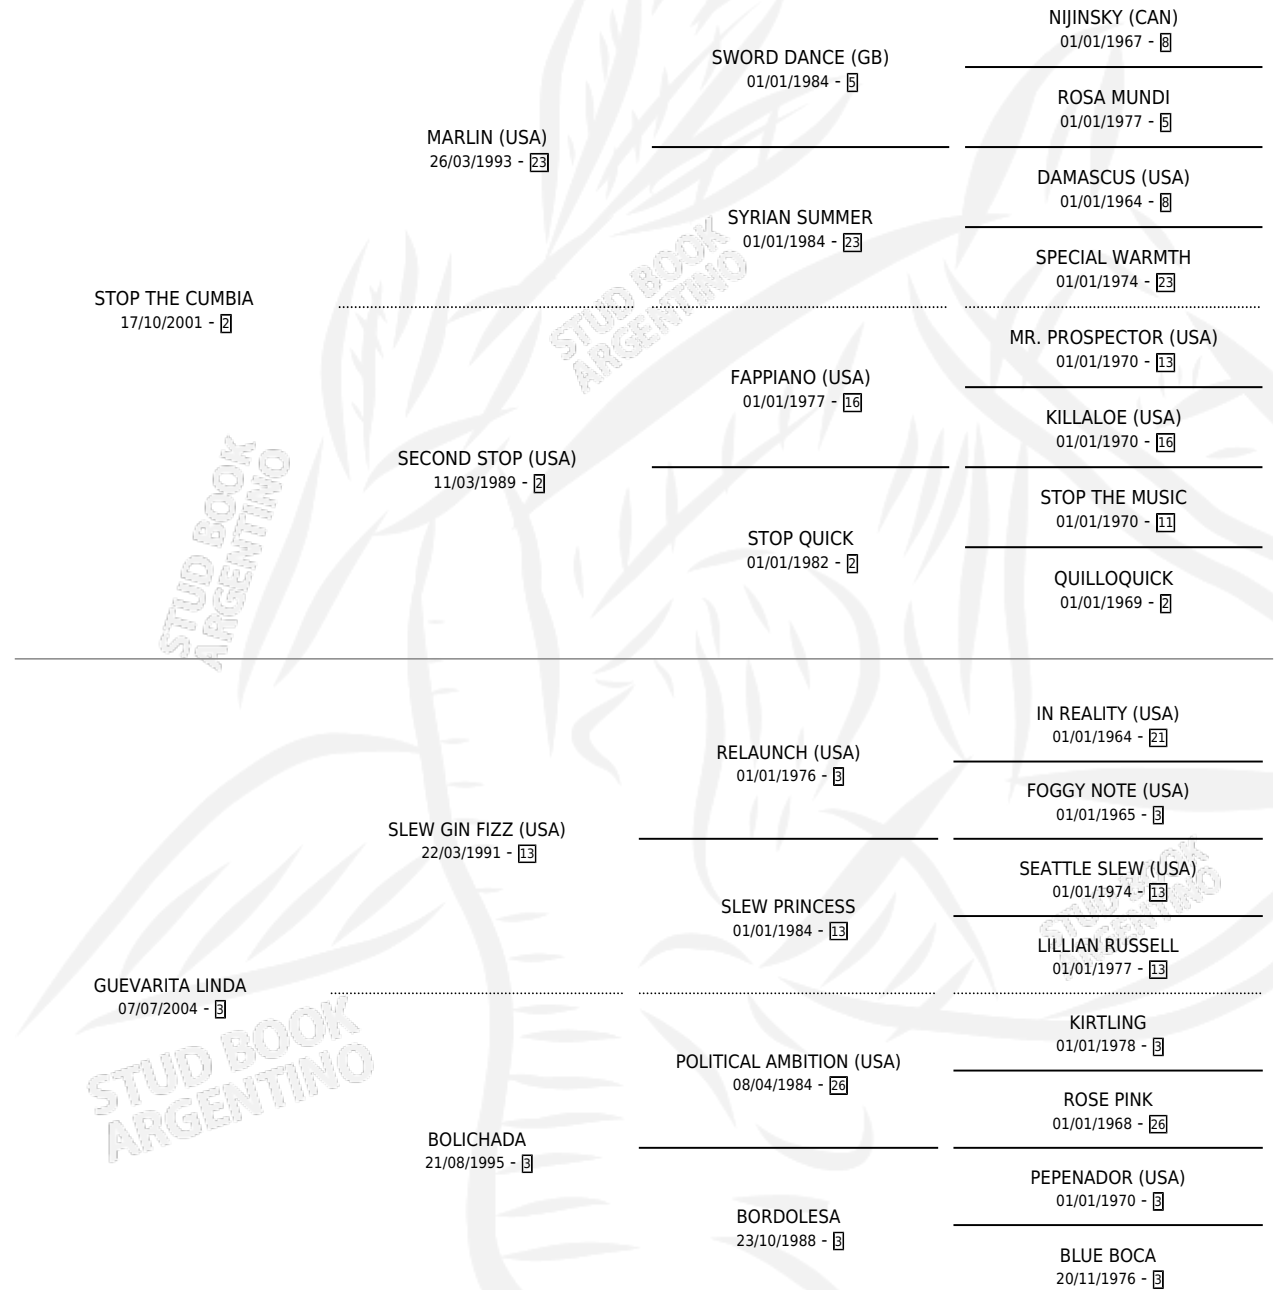 NIJINSKY (CAN)
01/01/1967 - 8
SWORD DANCE (GB)
01/01/1984 - 5
ROSA MUNDI
01/01/1977 - 5
MARLIN (USA)
26/03/1993 - 23
DAMASCUS (USA)
01/01/1964 - 8
SYRIAN SUMMER
01/01/1984 - 23
SPECIAL WARMTH
01/01/1974 - 23
STOP THE CUMBIA
17/10/2001 - 2
MR. PROSPECTOR (USA)
01/01/1970 - 13
FAPPIANO (USA)
01/01/1977 - 16
KILLALOE (USA)
01/01/1970 - 16
SECOND STOP (USA)
11/03/1989 - 2
STOP THE MUSIC
01/01/1970 - 11
STOP QUICK
01/01/1982 - 2
QUILLOQUICK
01/01/1969 - 2
STUD BOOK
ARGENTINO
STUD BOOK
ARGENTINO
IN REALITY (USA)
01/01/1964 - 21
RELAUNCH (USA)
01/01/1976 - 3
FOGGY NOTE (USA)
01/01/1965 - 3
SLEW GIN FIZZ (USA)
22/03/1991 - 13
SEATTLE SLEW (USA)
01/01/1974 - 13
SLEW PRINCESS
01/01/1984 - 13
LILLIAN RUSSELL
01/01/1977 - 13
STUD BOOK
ARGENTINO
GUEVARITA LINDA
07/07/2004 - 3
KIRTLING
01/01/1978 - 3
POLITICAL AMBITION (USA)
08/04/1984 - 26
ROSE PINK
01/01/1968 - 26
BOLICHADA
21/08/1995 - 3
PEPENADOR (USA)
01/01/1970 - 3
BORDOLESA
23/10/1988 - 3
BLUE BOCA
20/11/1976 - 3
STUD BOOK
ARGENTINO